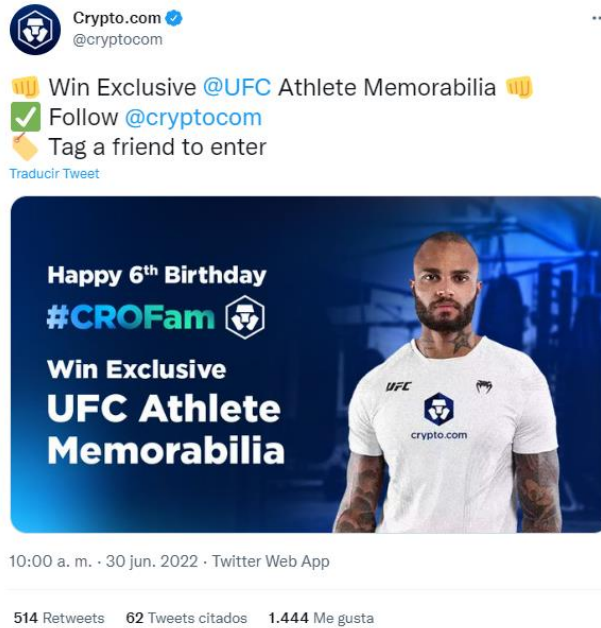 Crypto.com
@cryptocom
👊 Win Exclusive @UFC Athlete Memorabilia 👊
✅ Follow @cryptocom
🏷️ Tag a friend to enter
Traducir Tweet
Happy 6th Birthday
#CROFam
Win Exclusive
UFC Athlete
Memorabilia
UFC
crypto.com
10:00 a. m. · 30 jun. 2022 · Twitter Web App
514 Retweets 62 Tweets citados 1.444 Me gusta